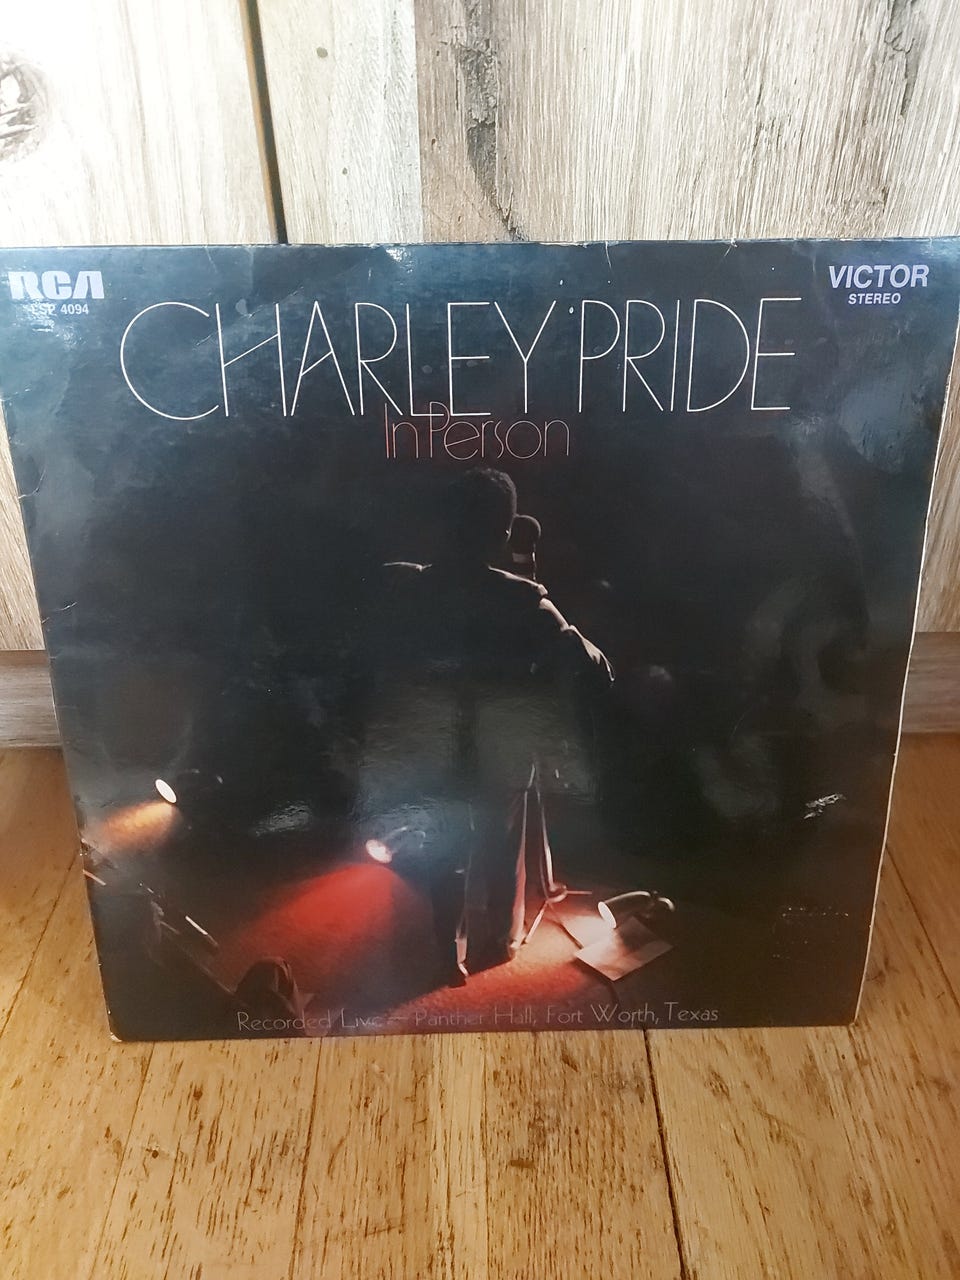 RCA
LSP 4094
VICTOR
STEREO
CHARLEY PRIDE
In Person
Recorded Live — Panther Hall, Fort Worth, Texas